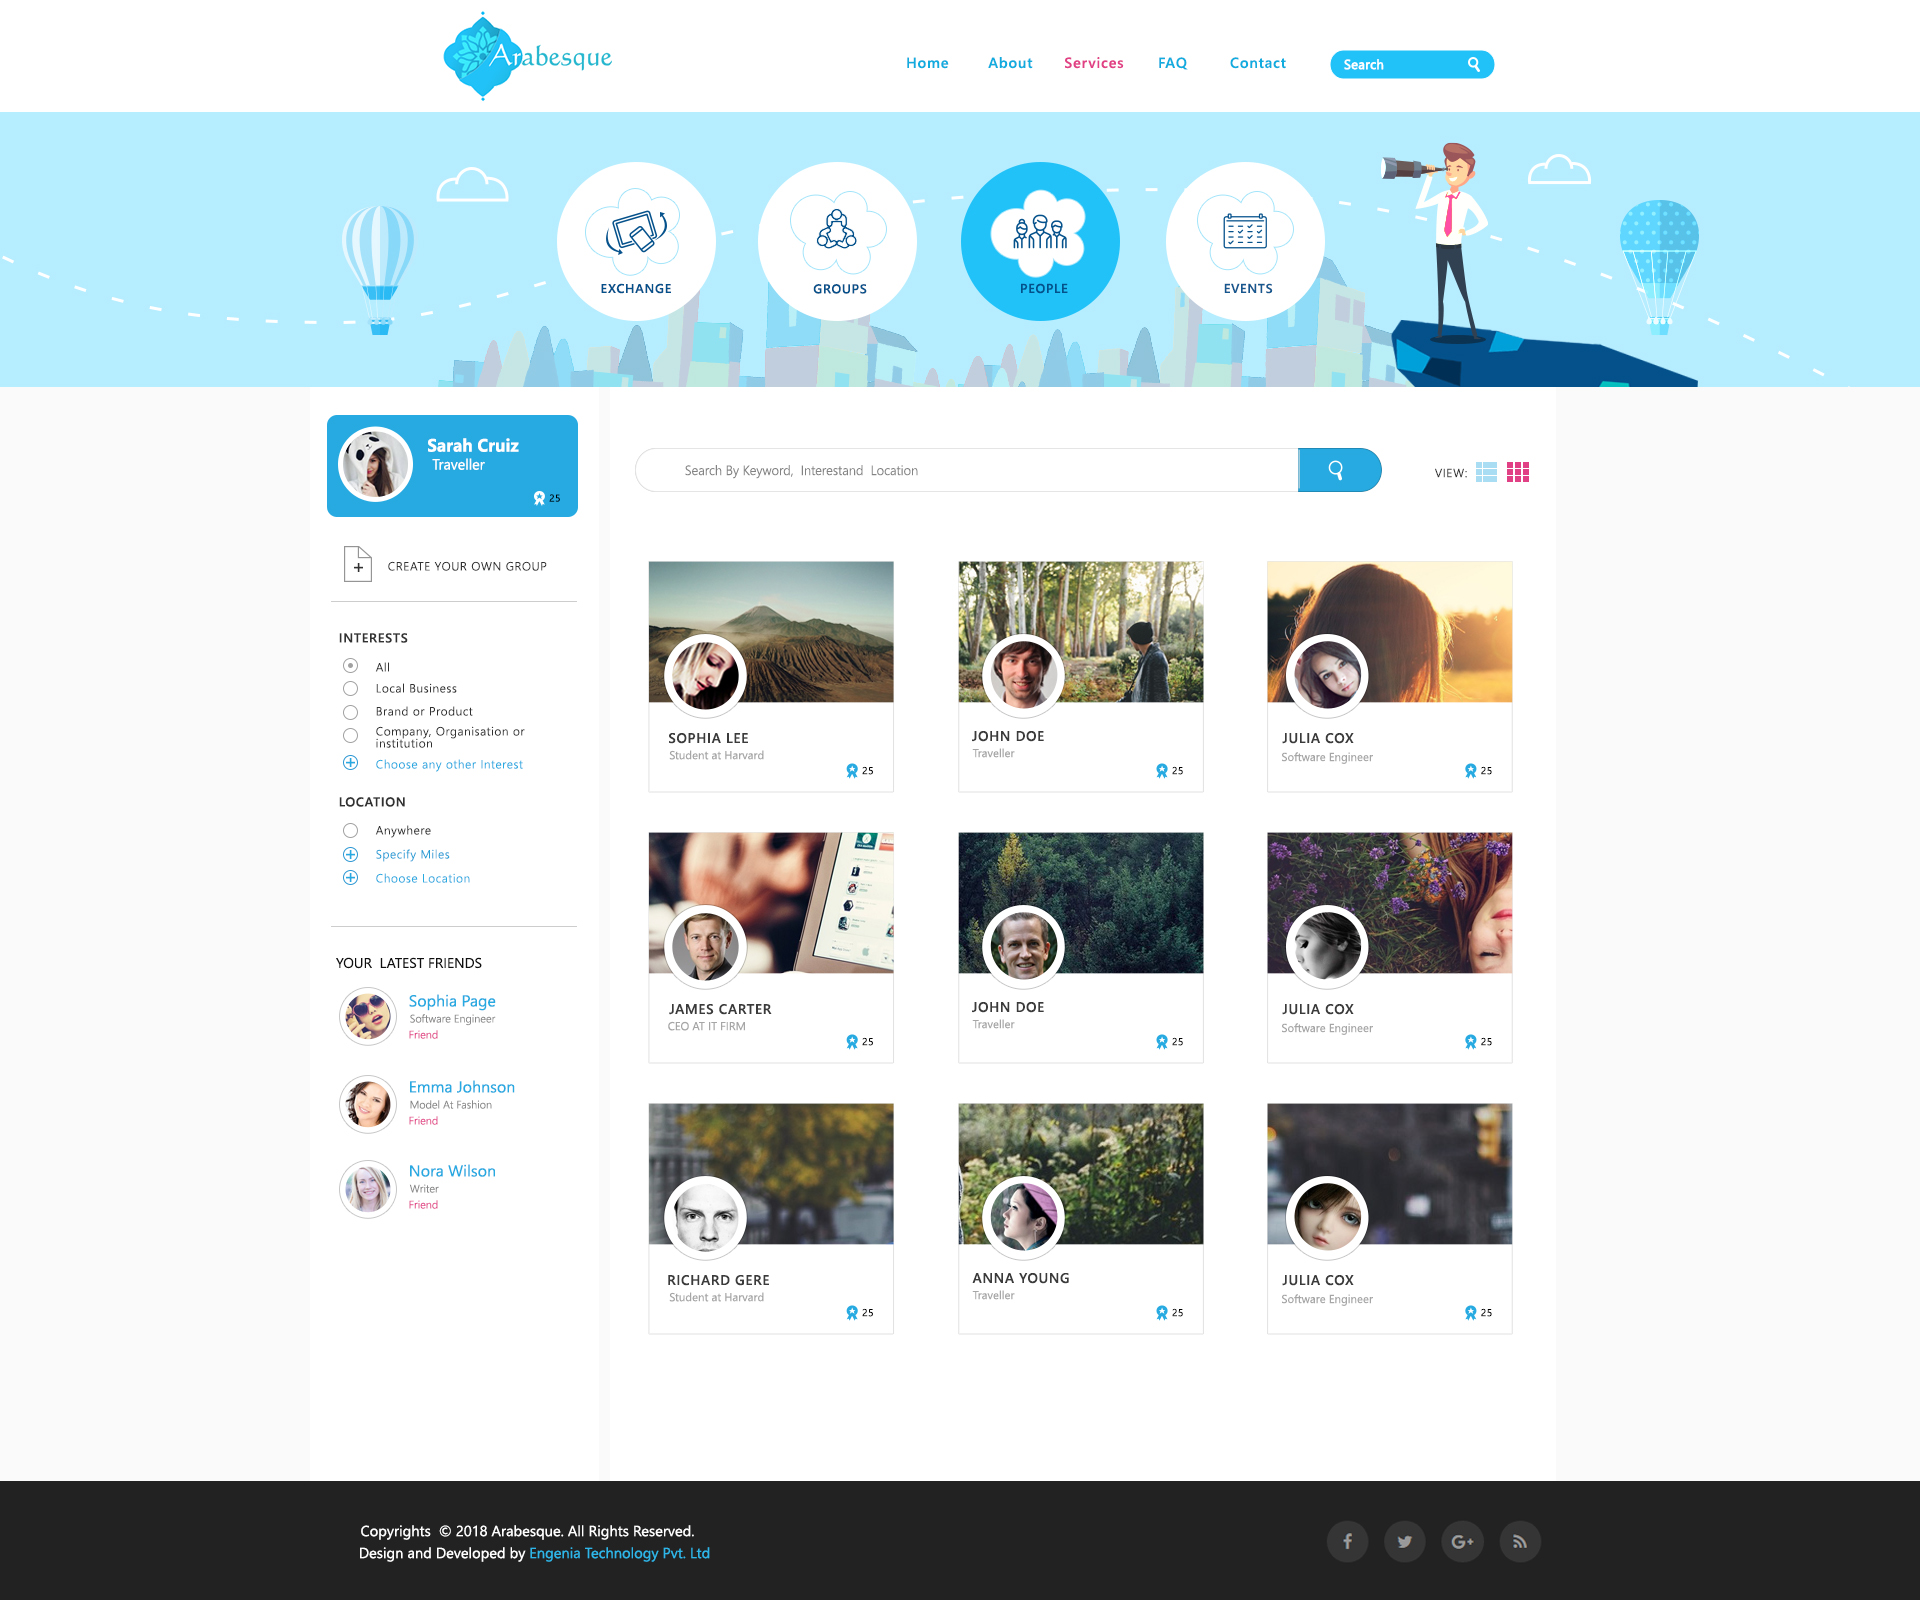 Arabesque
Home About Services FAQ Contact
Search
EXCHANGE
GROUPS
PEOPLE
EVENTS
Sarah Cruiz
Traveller
25
CREATE YOUR OWN GROUP
INTERESTS
All
Local Business
Brand or Product
Company, Organisation or
institution
Choose any other Interest
LOCATION
Anywhere
Specify Miles
Choose Location
YOUR LATEST FRIENDS
Sophia Page
Software Engineer
Friend
Emma Johnson
Model At Fashion
Friend
Nora Wilson
Writer
Friend
Search By Keyword, Interestand Location
VIEW:
SOPHIA LEE
Student at Harvard
25
JOHN DOE
Traveller
25
JULIA COX
Software Engineer
25
JAMES CARTER
CEO AT IT FIRM
25
JOHN DOE
Traveller
25
JULIA COX
Software Engineer
25
RICHARD GERE
Student at Harvard
25
ANNA YOUNG
Traveller
25
JULIA COX
Software Engineer
25
Copyrights © 2018 Arabesque. All Rights Reserved.
Design and Developed by Engenia Technology Pvt. Ltd